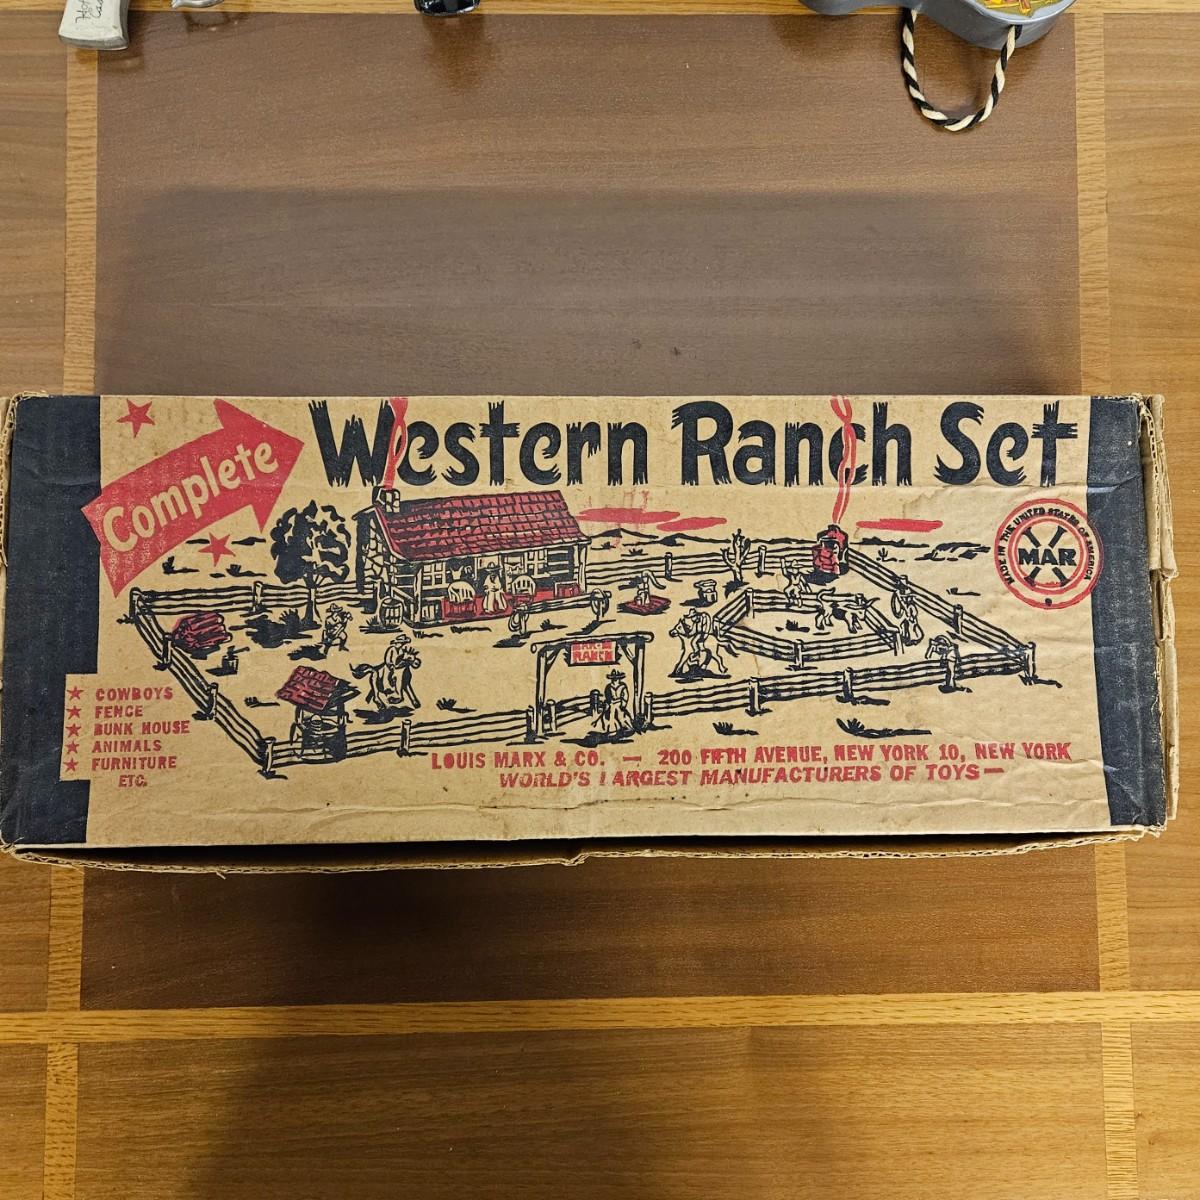 Complete
Western Ranch Set
MADE IN THE UNITED STATES OF AMERICA
MAR
RANCH
★ COWBOYS
★ FENCE
★ BUNK HOUSE
★ ANIMALS
★ FURNITURE
ETC.
LOUIS MARX & CO. — 200 FIFTH AVENUE, NEW YORK 10, NEW YORK
WORLD'S LARGEST MANUFACTURERS OF TOYS —